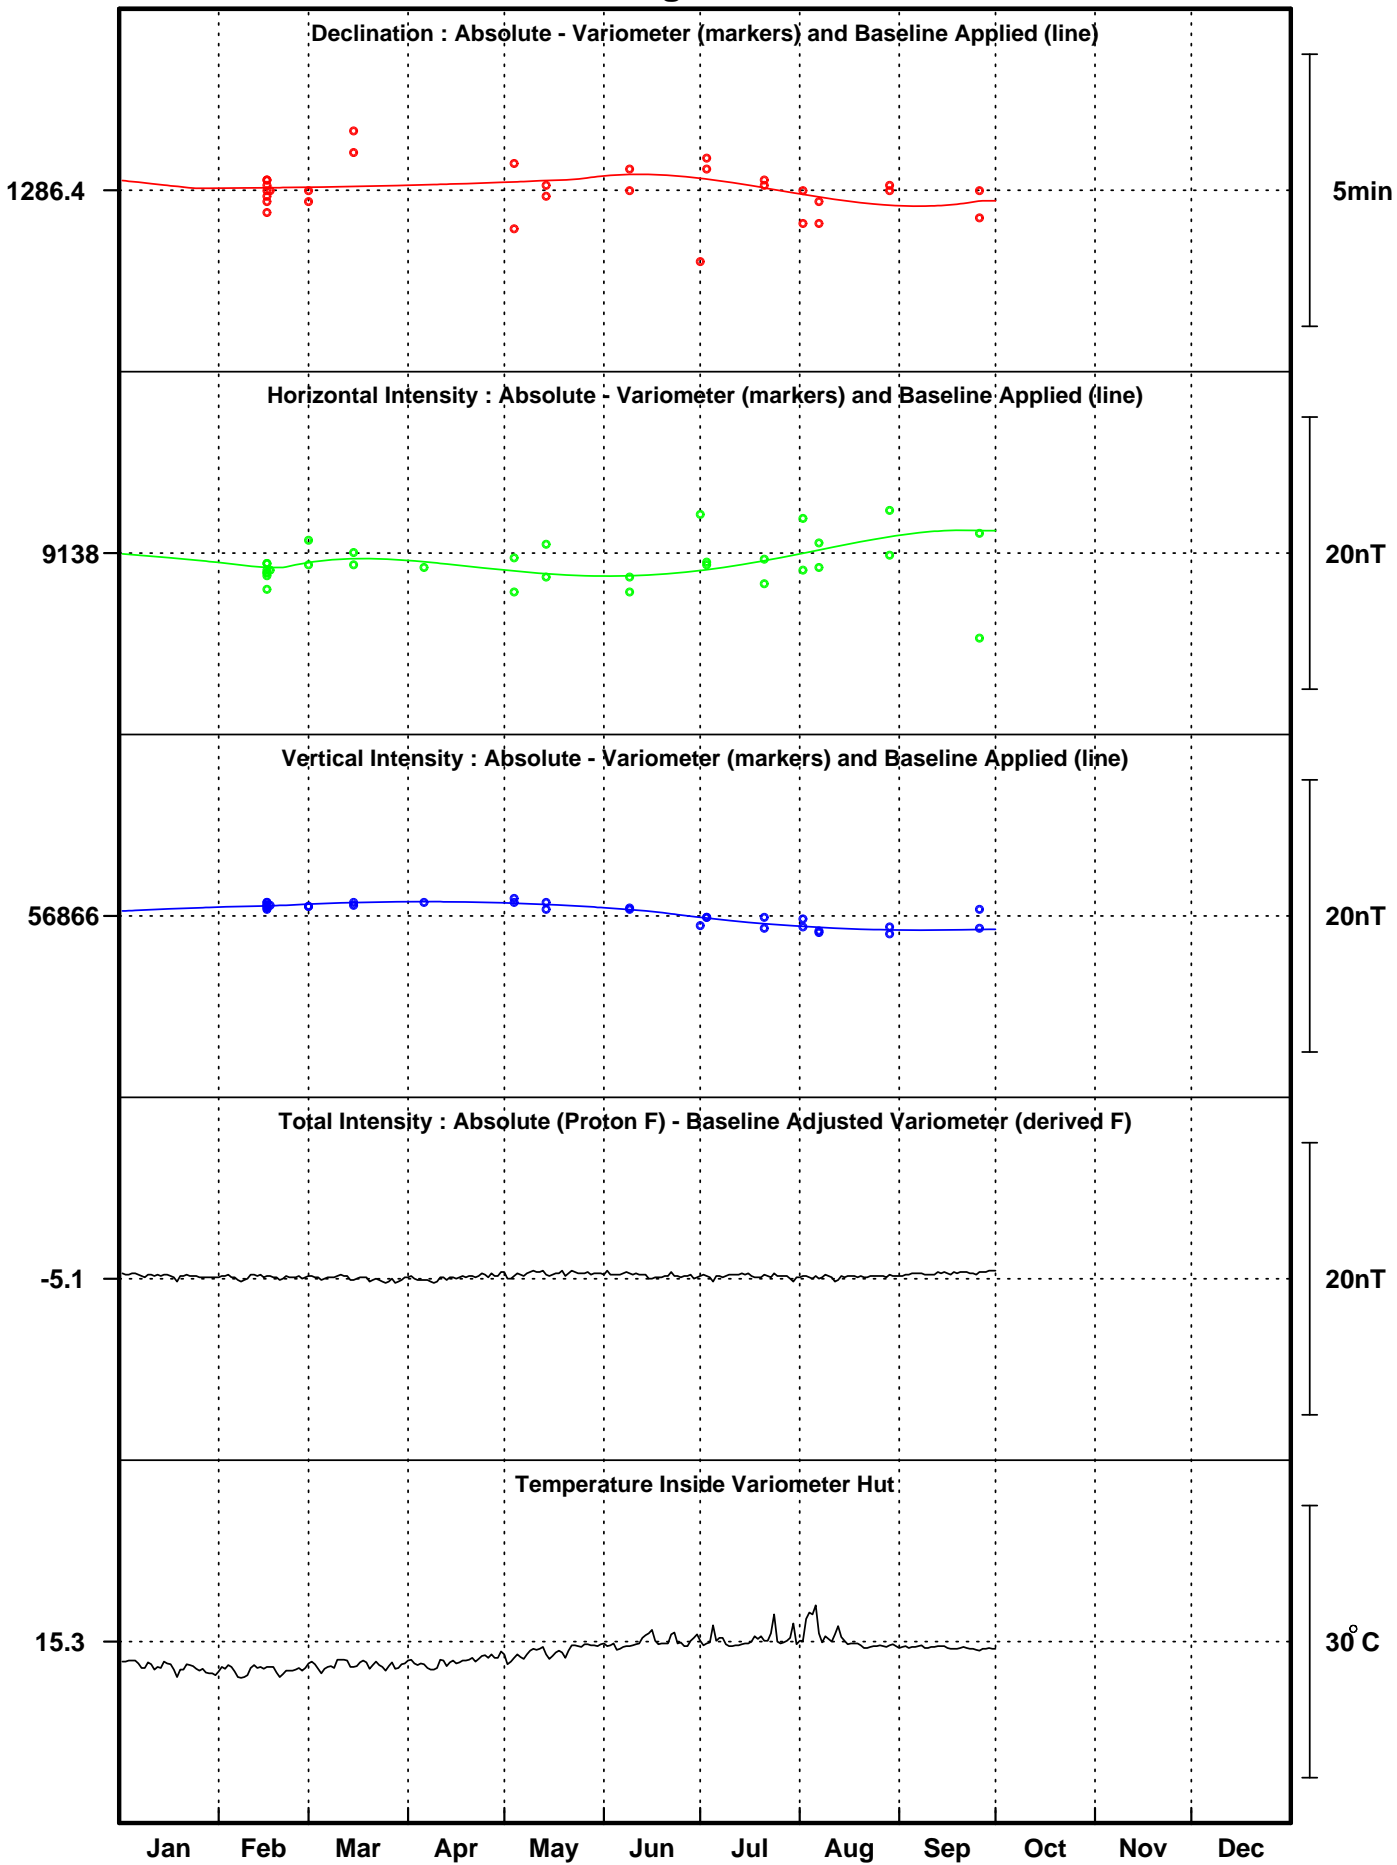 Declination : Absolute - Variometer (markers) and Baseline Applied (line)
1286.4
5min
Horizontal Intensity : Absolute - Variometer (markers) and Baseline Applied (line)
9138
20nT
Vertical Intensity : Absolute - Variometer (markers) and Baseline Applied (line)
56866
20nT
Total Intensity : Absolute (Proton F) - Baseline Adjusted Variometer (derived F)
-5.1
20nT
Temperature Inside Variometer Hut
15.3
30°C
Jan Feb Mar Apr May Jun Jul Aug Sep Oct Nov Dec